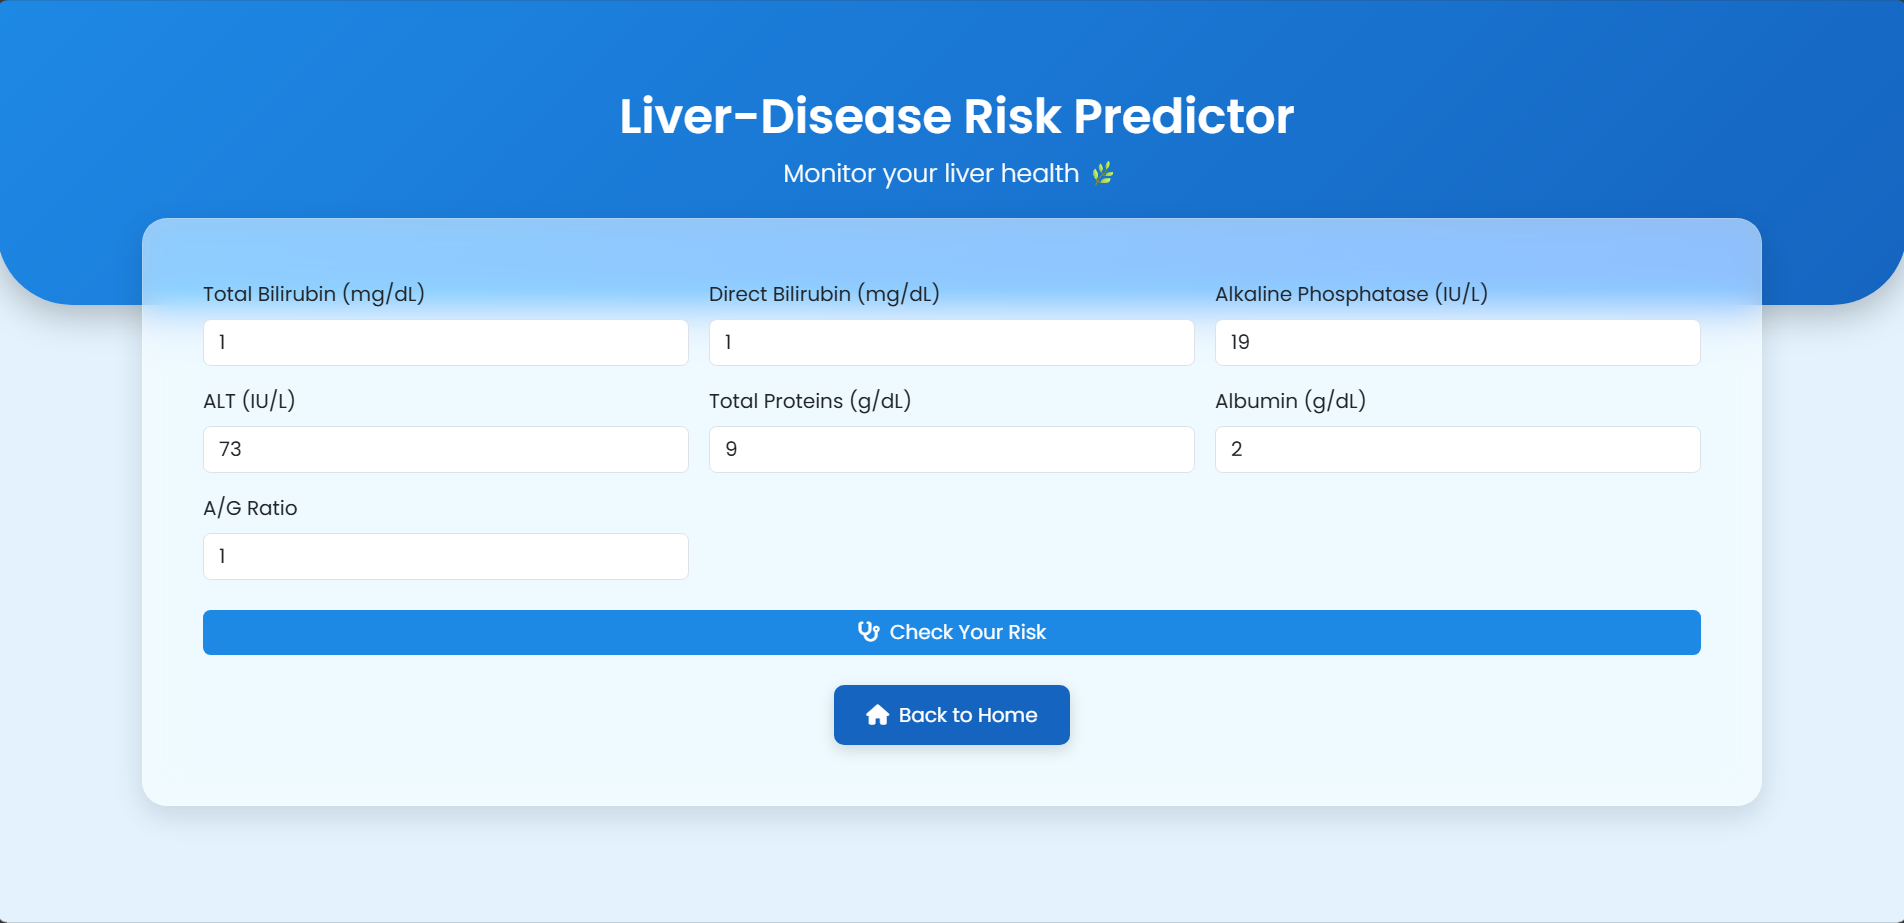 Liver-Disease Risk Predictor
Monitor your liver health 🌿
Total Bilirubin (mg/dL)
Direct Bilirubin (mg/dL)
Alkaline Phosphatase (IU/L)
1
1
19
ALT (IU/L)
Total Proteins (g/dL)
Albumin (g/dL)
73
9
2
A/G Ratio
1
Check Your Risk
Back to Home